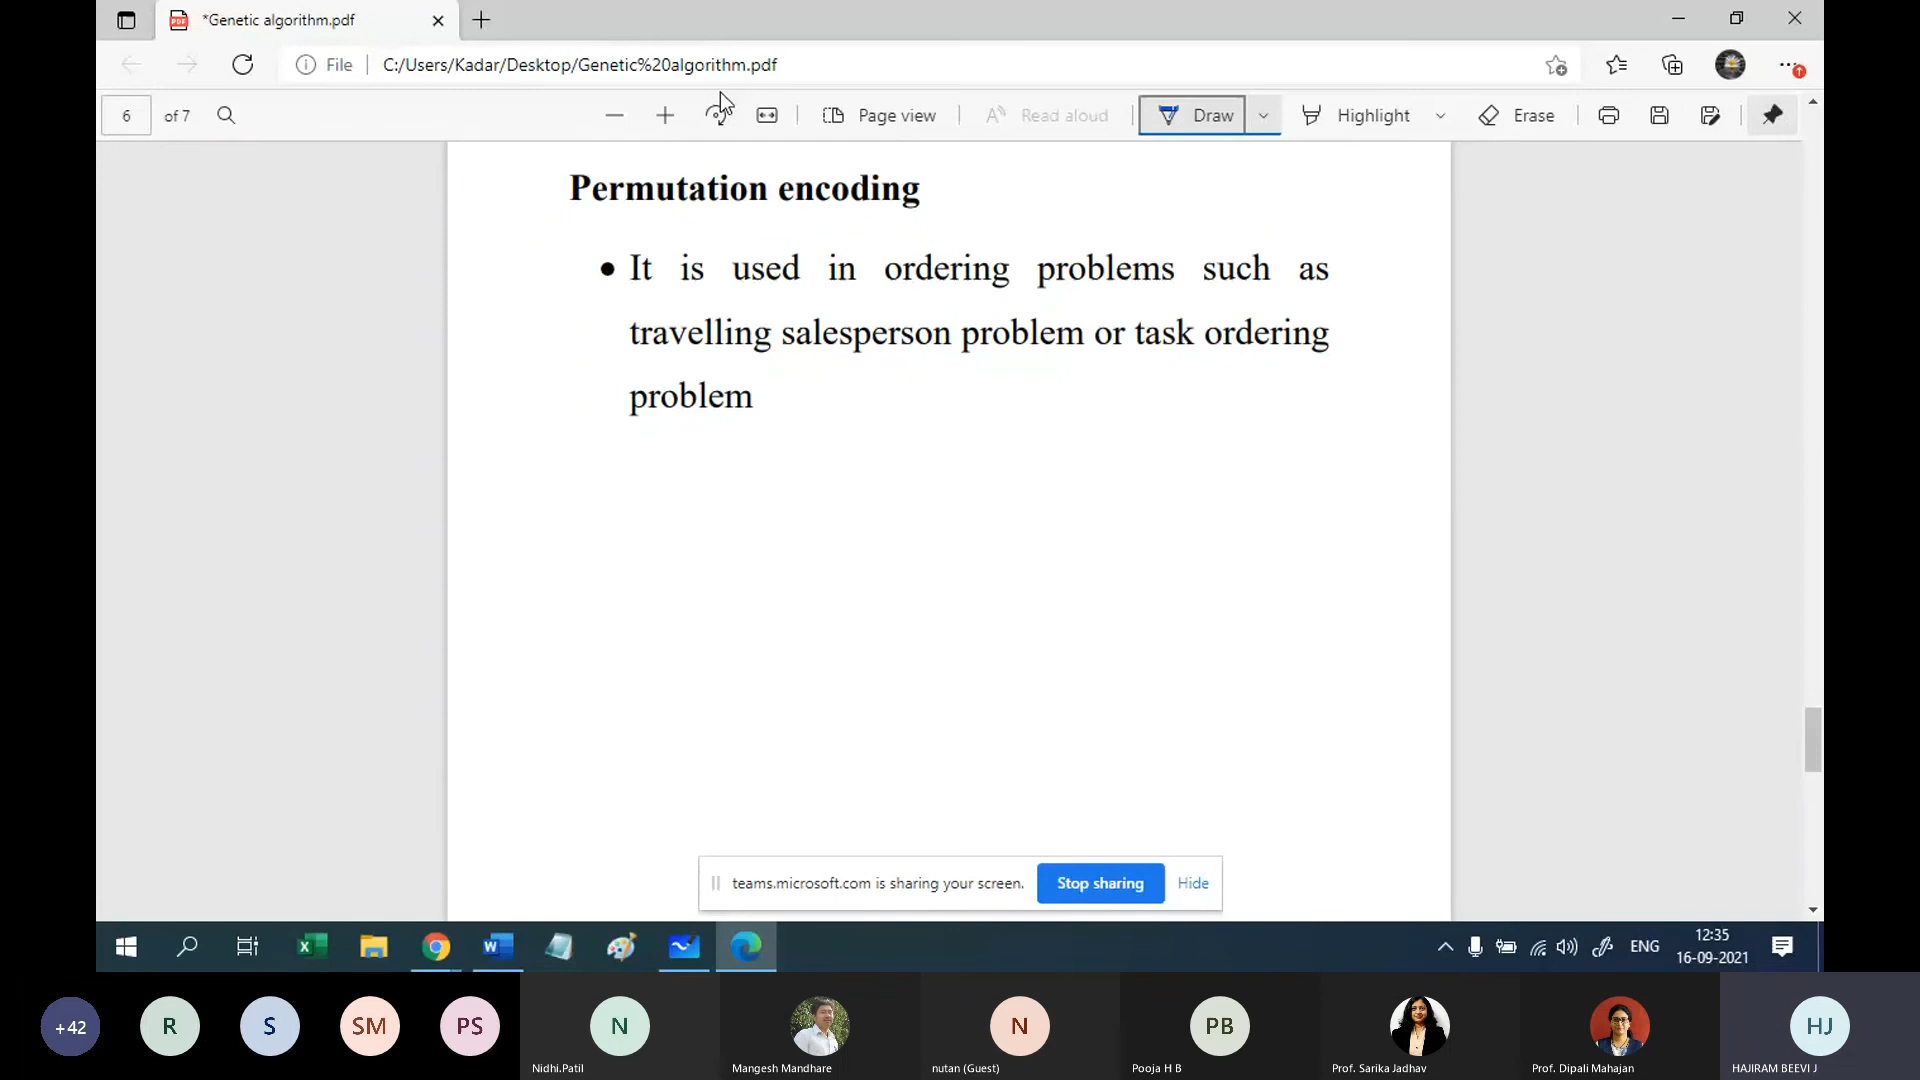 *Genetic algorithm.pdf
File
C:/Users/Kadar/Desktop/Genetic%20algorithm.pdf
6 of 7
Page view
Read aloud
Draw
Highlight
Erase
Permutation encoding
• It is used in ordering problems such as
travelling salesperson problem or task ordering
problem
teams.microsoft.com is sharing your screen.
Stop sharing
Hide
ENG
12:35
16-09-2021
+42
R
S
SM
PS
N
N
PB
HJ
Nidhi.Patil
Mangesh Mandhare
nutan (Guest)
Pooja H B
Prof. Sarika Jadhav
Prof. Dipali Mahajan
HAJIRAM BEEVI J